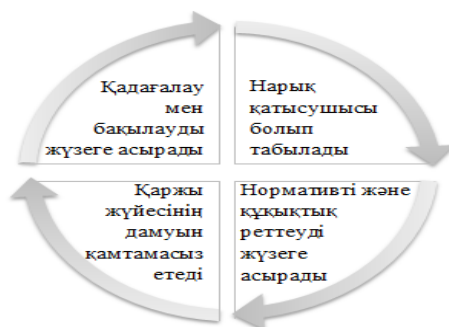 Қадағалау
мен
бақылауды
жүзеге асырады
Нарық
қатысушысы
болып
табылады
Қаржы
жүйесінің
дамуын
қамтамасыз
етеді
Нормативті және
құқықтық
реттеуді
жүзеге
асырады